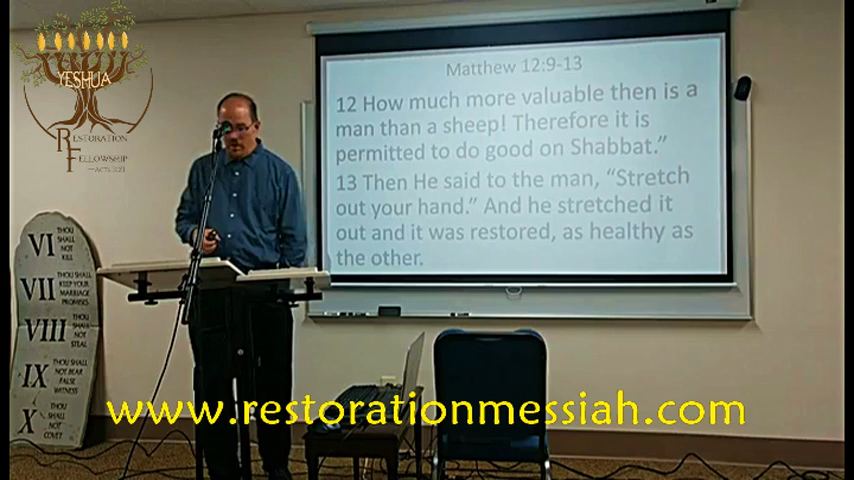 YESHUA
RESTORATION
FELLOWSHIP
Matthew 12:9-13
12 How much more valuable then is a
man than a sheep! Therefore it is
permitted to do good on Shabbat.”
13 Then He said to the man, “Stretch
out your hand.” And he stretched it
out and it was restored, as healthy as
the other.
VI THOU
SHALL
NOT
KILL
VII THOU SHALL
KEEP YOUR
MARRIAGE
PROMISES
VIII THOU
SHALL
NOT
STEAL
IX THOU SHALL
NOT BEAR
FALSE
WITNESS
X THOU
SHALL
NOT
COVET
www.restorationmessiah.com